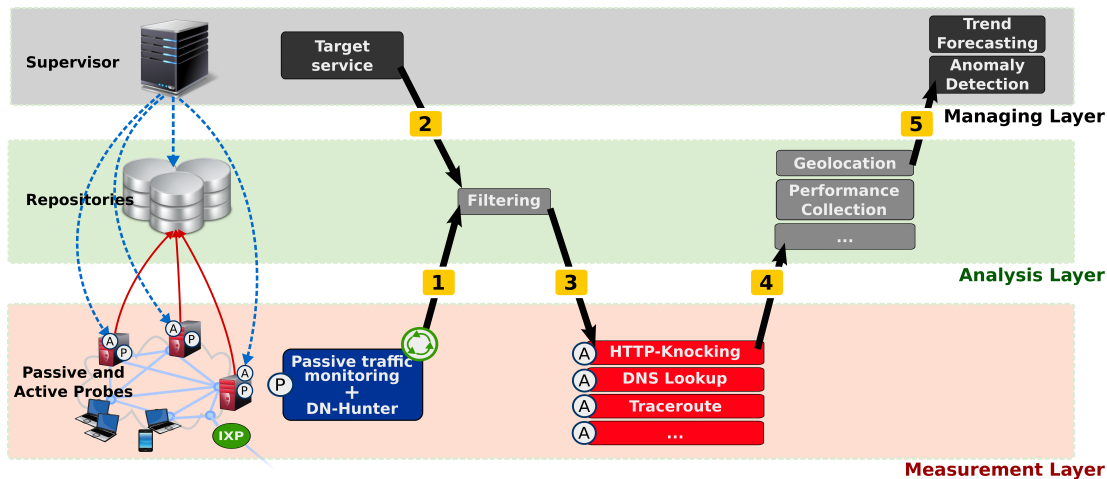 Supervisor
Target
service
Trend
Forecasting
Anomaly
Detection
Managing Layer
2
5
Repositories
Filtering
Geolocation
Performance
Collection
...
Analysis Layer
1
3
4
A
P
A
P
A
P
Passive and
Active Probes
IXP
P
Passive traffic
monitoring
+
DN-Hunter
A
HTTP-Knocking
A
DNS Lookup
A
Traceroute
A
...
Measurement Layer